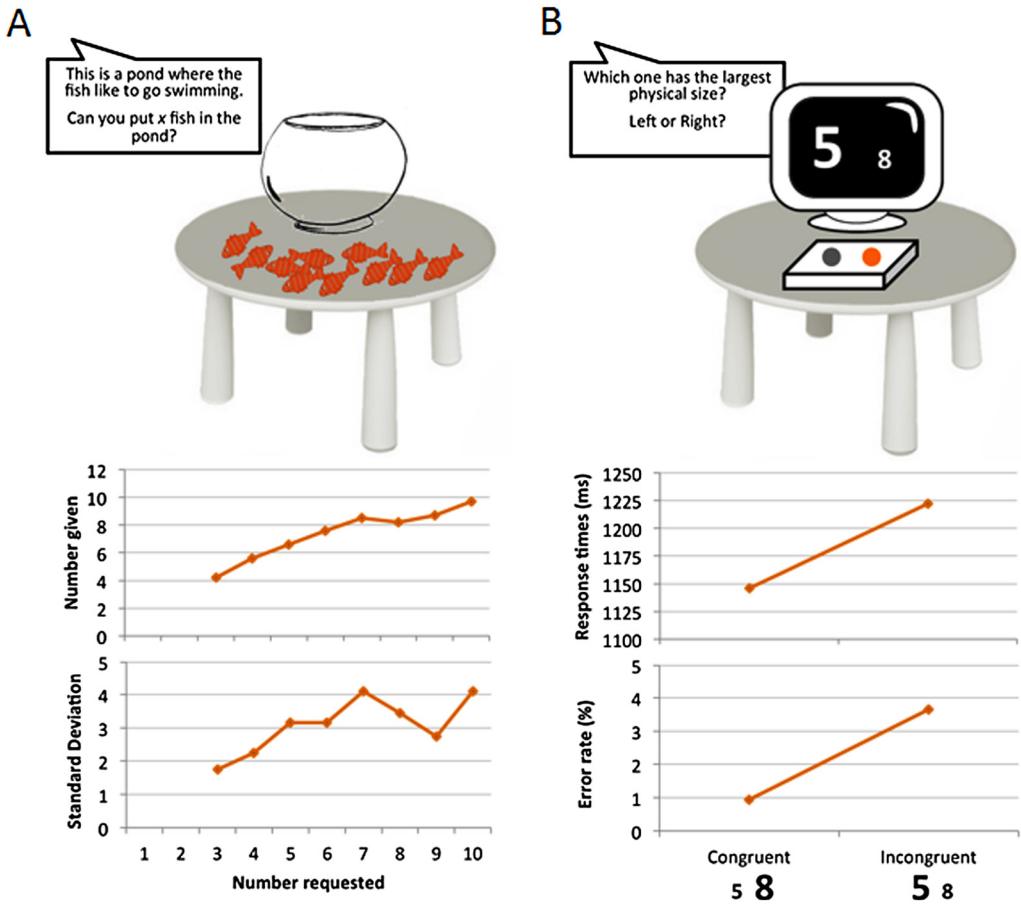 A
This is a pond where the
fish like to go swimming.
Can you put x fish in the
pond?
Number given
12
10
8
6
4
2
0
Standard Deviation
5
4
3
2
1
0
1 2 3 4 5 6 7 8 9 10
Number requested
B
Which one has the largest
physical size?
Left or Right?
5 8
Response times (ms)
1250
1225
1200
1175
1150
1125
1100
Error rate (%)
5
4
3
2
1
0
Congruent Incongruent
5 8 5 8